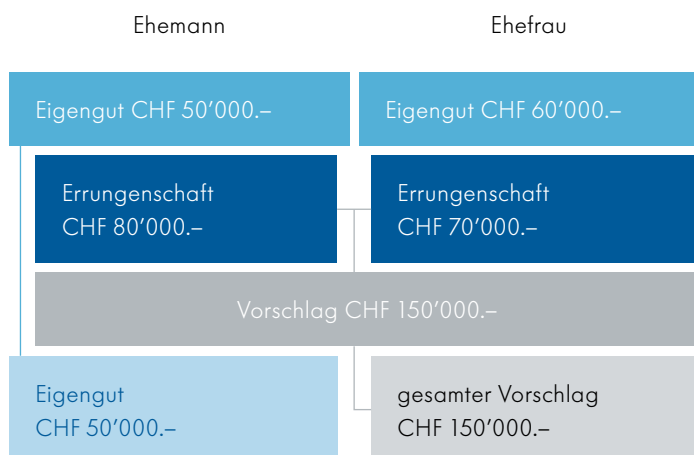 Ehemann
Ehefrau
Eigengut CHF 50’000.–
Eigengut CHF 60’000.–
Errungenschaft
CHF 80’000.–
Errungenschaft
CHF 70’000.–
Vorschlag CHF 150’000.–
Eigengut
CHF 50’000.–
gesamter Vorschlag
CHF 150’000.–